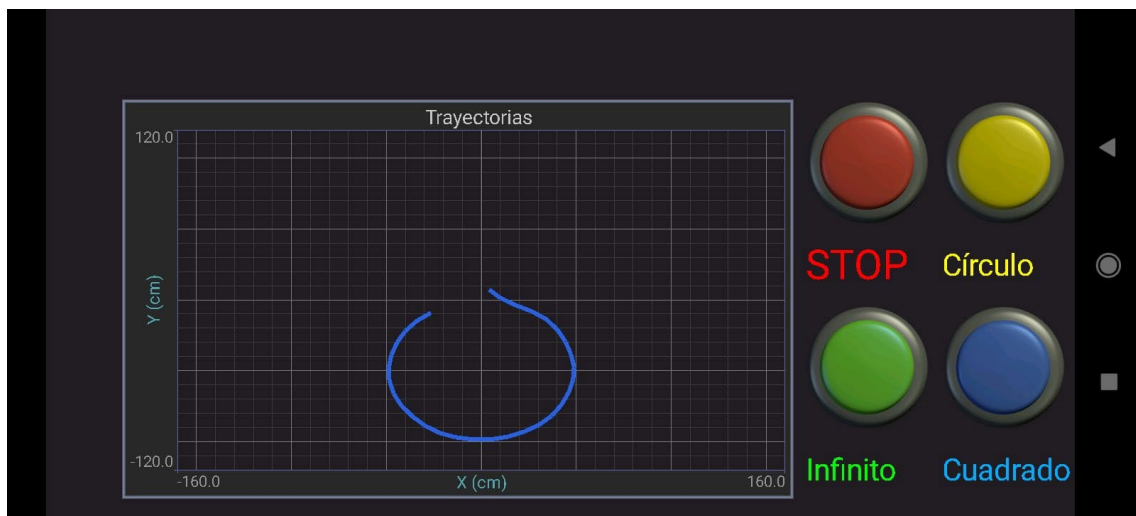 Trayectorias
120.0
Y (cm)
-120.0
-160.0
X (cm)
160.0
STOP
Círculo
Infinito
Cuadrado